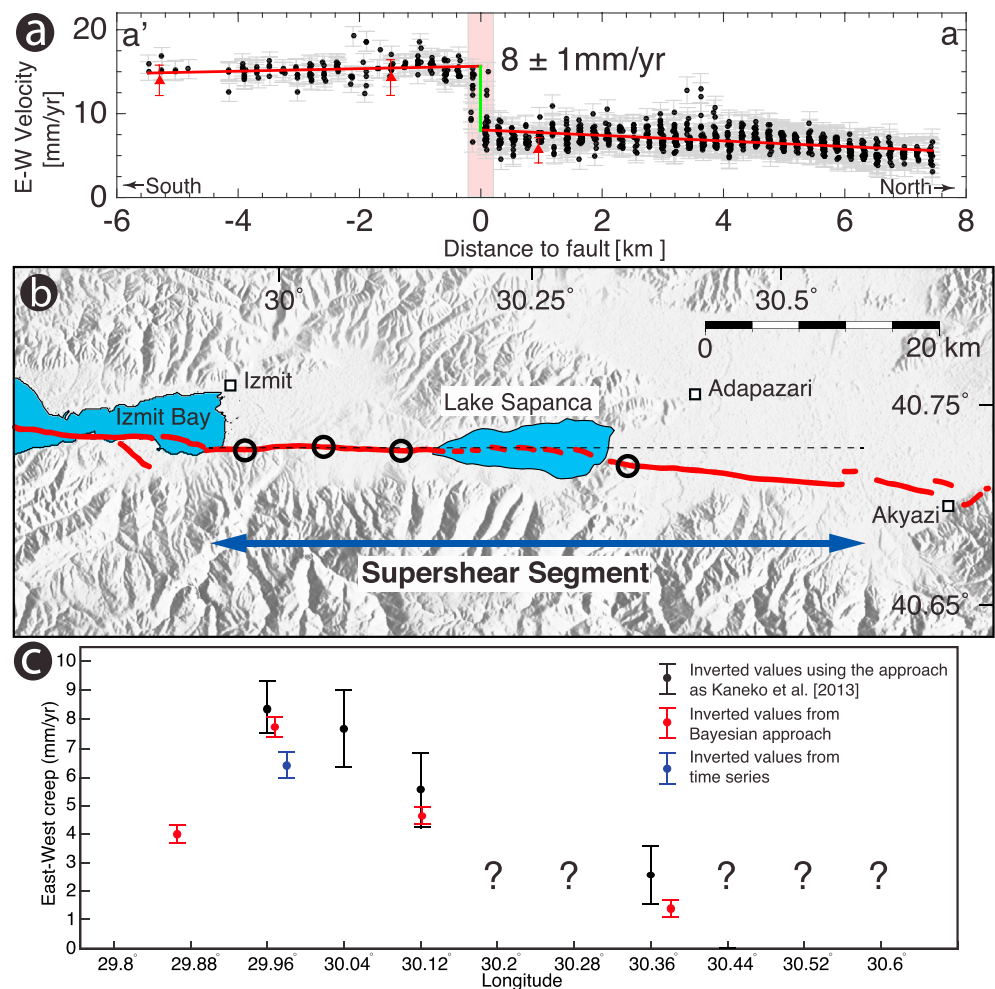 a
a'
a
8 ± 1mm/yr
E-W Velocity
[mm/yr]
20
10
0
←South
North→
-6 -4 -2 0 2 4 6 8
Distance to fault [km ]
b
30° 30.25° 30.5°
0 20 km
Izmit
Adapazari
Lake Sapanca
Izmit Bay
40.75°
Akyazi
Supershear Segment
40.65°
c
East-West creep (mm/yr)
10
9
8
7
6
5
4
3
2
1
0
Inverted values using the approach
as Kaneko et al. [2013]
Inverted values from
Bayesian approach
Inverted values from
time series
? ? ? ? ?
29.8° 29.88° 29.96° 30.04° 30.12° 30.2° 30.28° 30.36° 30.44° 30.52° 30.6°
Longitude